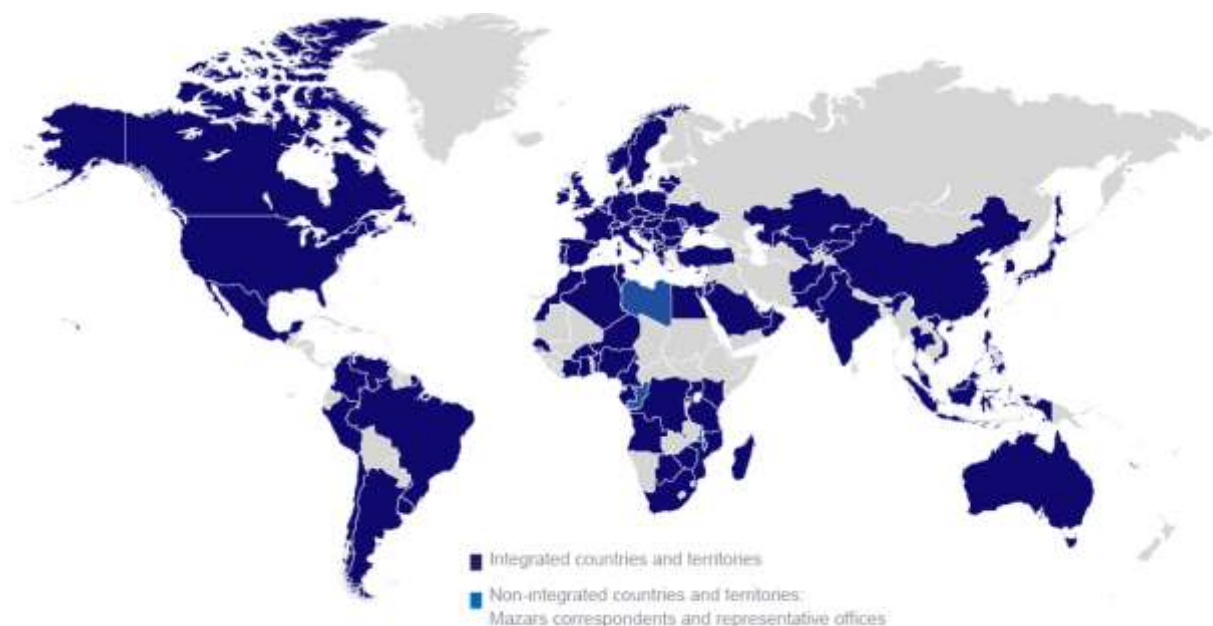 Integrated countries and territories
Non-integrated countries and territories:
Mazars correspondents and representative offices